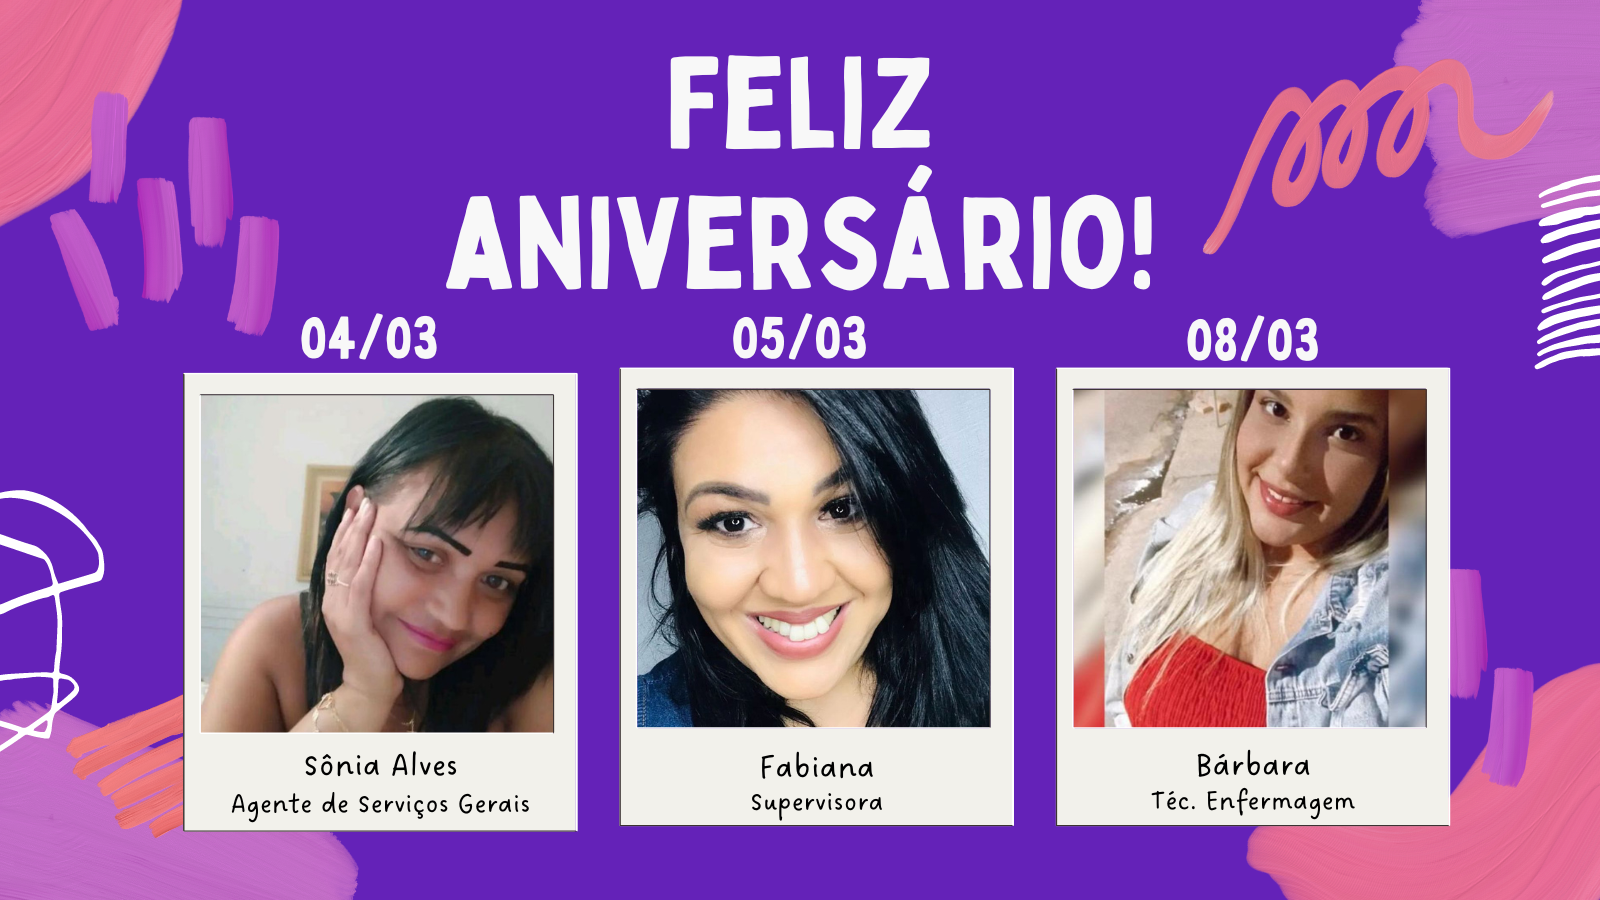 FELIZ
ANIVERSÁRIO!
04/03
05/03
08/03
Sônia Alves
Agente de Serviços Gerais
Fabiana
Supervisora
Bárbara
Téc. Enfermagem